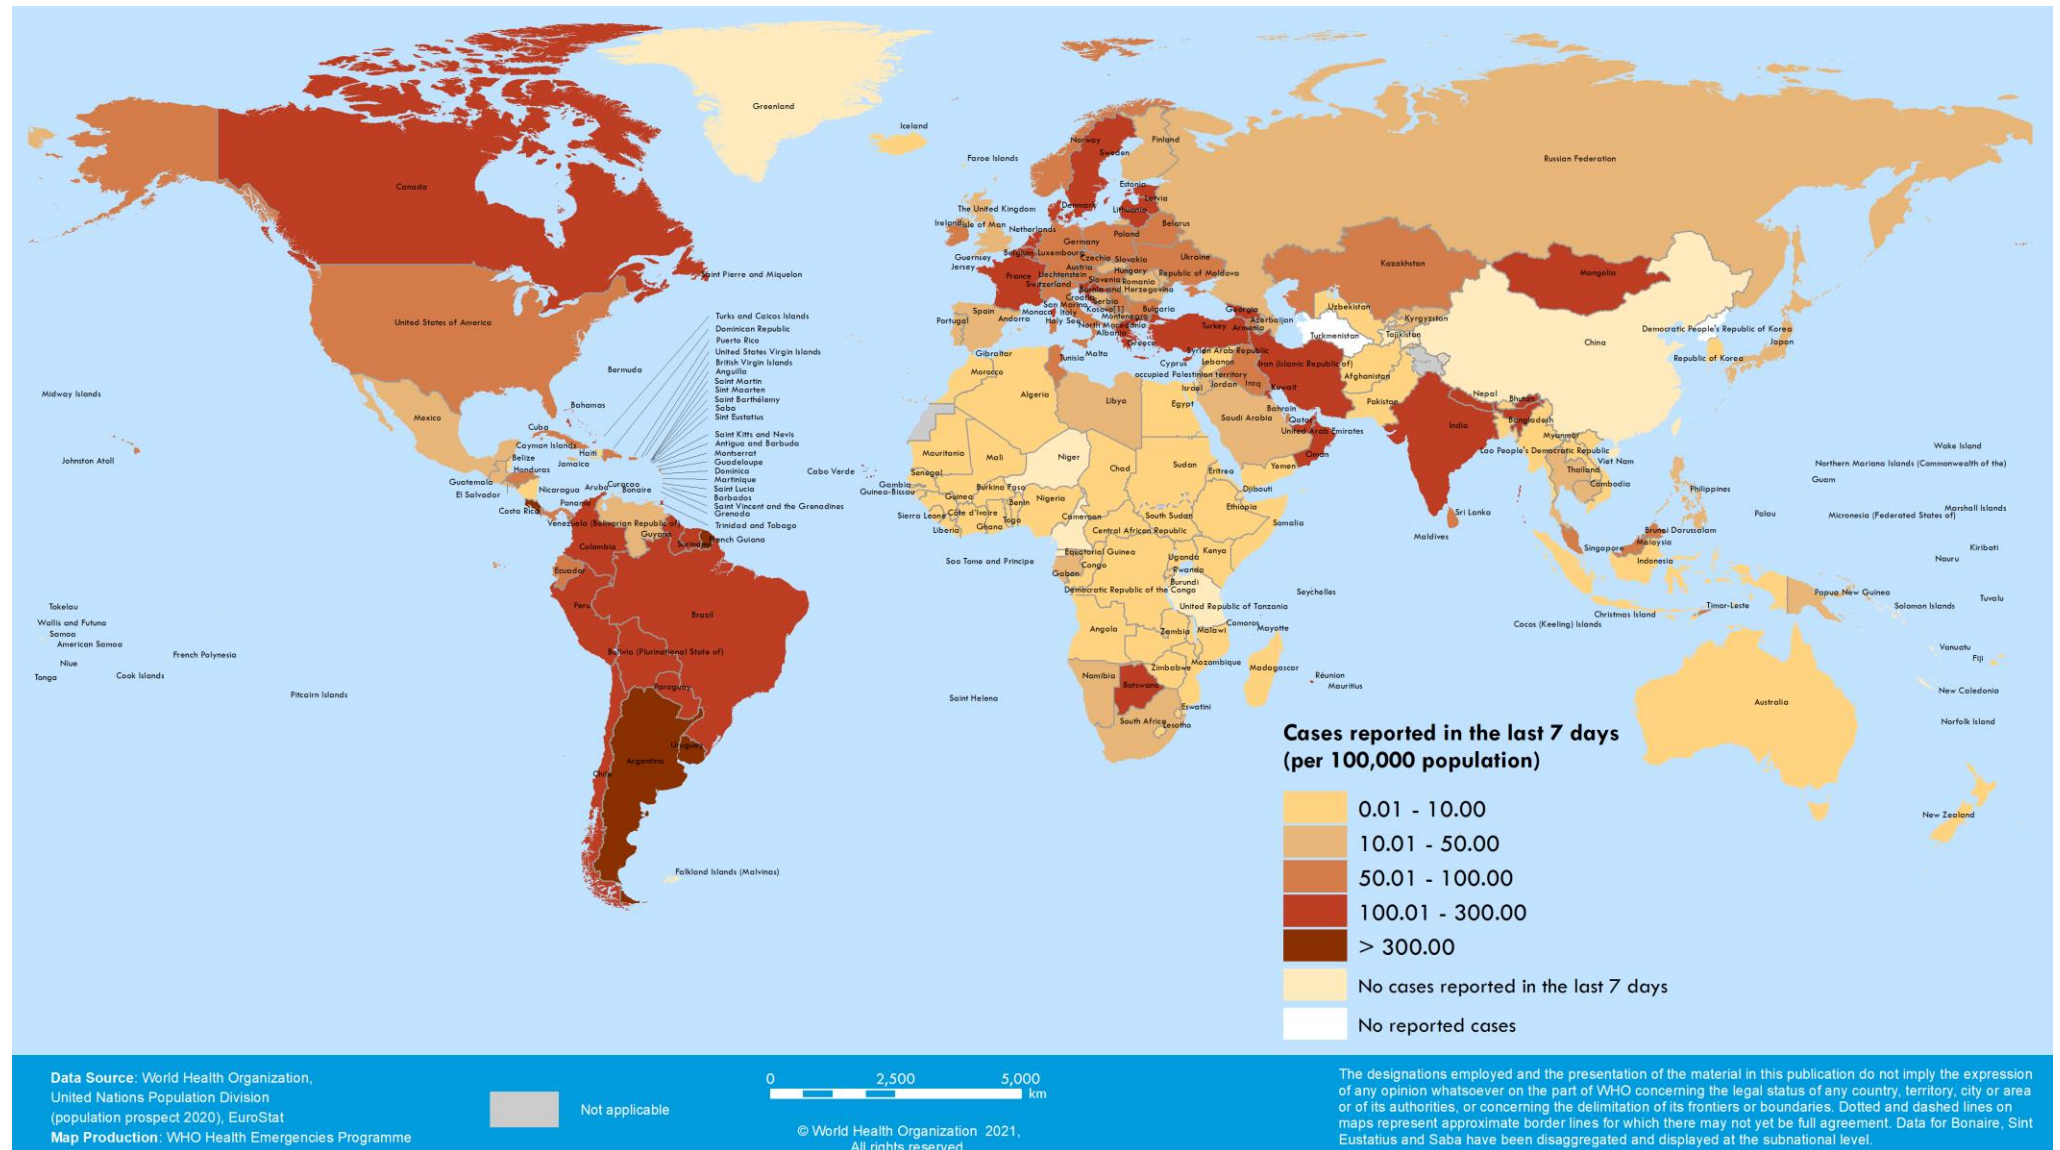 Greenland
Iceland
Faroe Islands
Norway
Sweden
Finland
Russian Federation
Canada
Estonia
Latvia
Denmark
Lithuania
The United Kingdom
Ireland
Isle of Man
Netherlands
Belarus
Poland
Germany
Guernsey
Jersey
Belgium
Luxembourg
Czechia
Slovakia
Ukraine
Kazakhstan
Mongolia
Saint Pierre and Miquelon
France
Liechtenstein
Austria
Hungary
Republic of Moldova
Switzerland
Slovenia
Romania
Bosnia and Herzegovina
Croatia
Serbia
San Marino
Kosovo[1]
Bulgaria
Georgia
Uzbekistan
Kyrgyzstan
Spain
Portugal
Andorra
Monaco
Italy
Holy See
Montenegro
North Macedonia
Albania
Greece
Turkey
Armenia
Azerbaijan
Turkmenistan
Tajikistan
China
Democratic People's Republic of Korea
Republic of Korea
Japan
United States of America
Turks and Caicos Islands
Dominican Republic
Puerto Rico
United States Virgin Islands
British Virgin Islands
Anguilla
Saint Martin
Sint Maarten
Saint Barthélemy
Saba
Sint Eustatius
Saint Kitts and Nevis
Antigua and Barbuda
Montserrat
Guadeloupe
Dominica
Martinique
Saint Lucia
Barbados
Saint Vincent and the Grenadines
Grenada
Trinidad and Tobago
Gibraltar
Tunisia
Malta
Cyprus
Syrian Arab Republic
Lebanon
occupied Palestinian territory
Israel
Jordan
Iraq
Iran (Islamic Republic of)
Kuwait
Afghanistan
Pakistan
Nepal
Bhutan
Bangladesh
India
Myanmar
Lao People's Democratic Republic
Viet Nam
Thailand
Cambodia
Philippines
Midway Islands
Johnston Atoll
Bermuda
Bahamas
Mexico
Cuba
Cayman Islands
Haiti
Belize
Jamaica
Honduras
Guatemala
El Salvador
Nicaragua
Aruba
Curacao
Bonaire
Costa Rica
Panama
Venezuela (Bolivarian Republic of)
Guyana
Suriname
French Guiana
Colombia
Ecuador
Peru
Brazil
Bolivia (Plurinational State of)
Paraguay
Uruguay
Argentina
Chile
Falkland Islands (Malvinas)
Morocco
Algeria
Libya
Egypt
Saudi Arabia
Bahrain
Qatar
United Arab Emirates
Oman
Yemen
Cabo Verde
Mauritania
Mali
Niger
Chad
Sudan
Eritrea
Djibouti
Senegal
Gambia
Guinea-Bissau
Guinea
Burkina Faso
Benin
Nigeria
Sierra Leone
Côte d'Ivoire
Liberia
Ghana
Togo
Cameroon
Central African Republic
South Sudan
Ethiopia
Somalia
Sao Tome and Principe
Equatorial Guinea
Gabon
Congo
Democratic Republic of the Congo
Uganda
Kenya
Rwanda
Burundi
United Republic of Tanzania
Seychelles
Angola
Zambia
Malawi
Comoros
Mayotte
Zimbabwe
Mozambique
Madagascar
Réunion
Mauritius
Namibia
Botswana
Eswatini
South Africa
Lesotho
Saint Helena
Sri Lanka
Maldives
Singapore
Brunei Darussalam
Malaysia
Indonesia
Timor-Leste
Christmas Island
Cocos (Keeling) Islands
Palau
Papua New Guinea
Solomon Islands
Wake Island
Northern Mariana Islands (Commonwealth of the)
Guam
Marshall Islands
Micronesia (Federated States of)
Kiribati
Nauru
Tuvalu
Vanuatu
Fiji
New Caledonia
Norfolk Island
Australia
New Zealand
Tokelau
Wallis and Futuna
Samoa
American Samoa
Niue
Tonga
Cook Islands
French Polynesia
Pitcairn Islands
Cases reported in the last 7 days
(per 100,000 population)
0.01 - 10.00
10.01 - 50.00
50.01 - 100.00
100.01 - 300.00
> 300.00
No cases reported in the last 7 days
No reported cases
Data Source: World Health Organization,
United Nations Population Division
(population prospect 2020), EuroStat
Map Production: WHO Health Emergencies Programme
Not applicable
0 2,500 5,000
km
© World Health Organization 2021,
All rights reserved
The designations employed and the presentation of the material in this publication do not imply the expression
of any opinion whatsoever on the part of WHO concerning the legal status of any country, territory, city or area
or of its authorities, or concerning the delimitation of its frontiers or boundaries. Dotted and dashed lines on
maps represent approximate border lines for which there may not yet be full agreement. Data for Bonaire, Sint
Eustatius and Saba have been disaggregated and displayed at the subnational level.